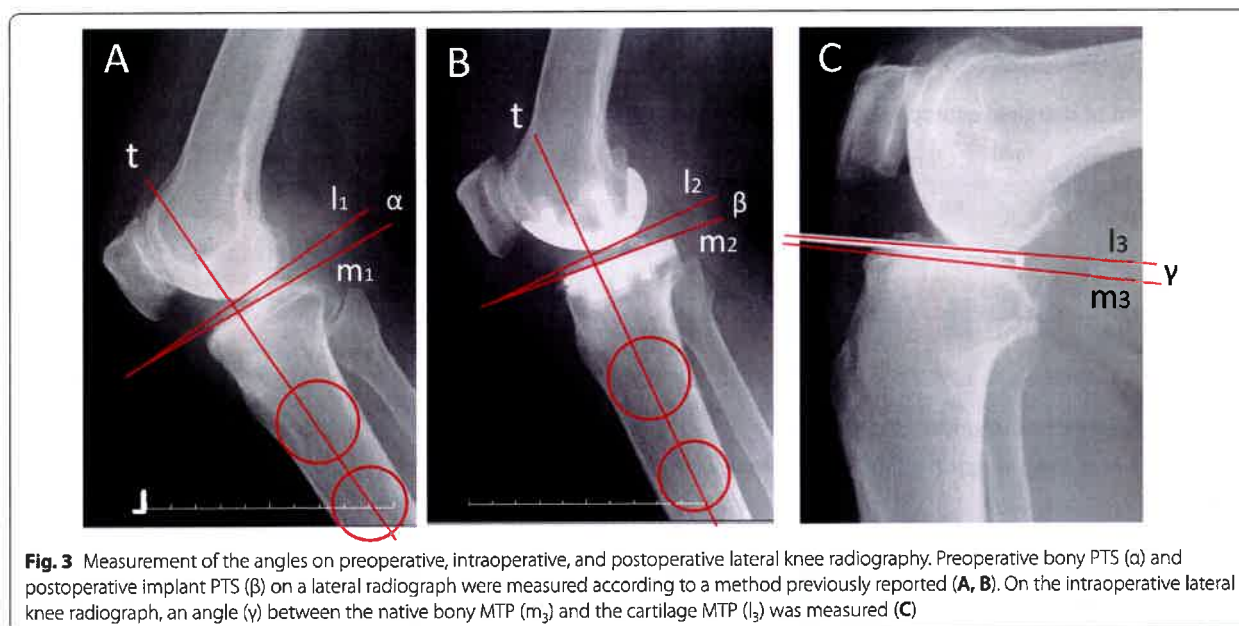 A
t
l1
α
m1
B
t
l2
β
m2
C
l3
γ
m3
Fig. 3 Measurement of the angles on preoperative, intraoperative, and postoperative lateral knee radiography. Preoperative bony PTS (α) and
postoperative implant PTS (β) on a lateral radiograph were measured according to a method previously reported (A, B). On the intraoperative lateral
knee radiograph, an angle (γ) between the native bony MTP (m3) and the cartilage MTP (l3) was measured (C)